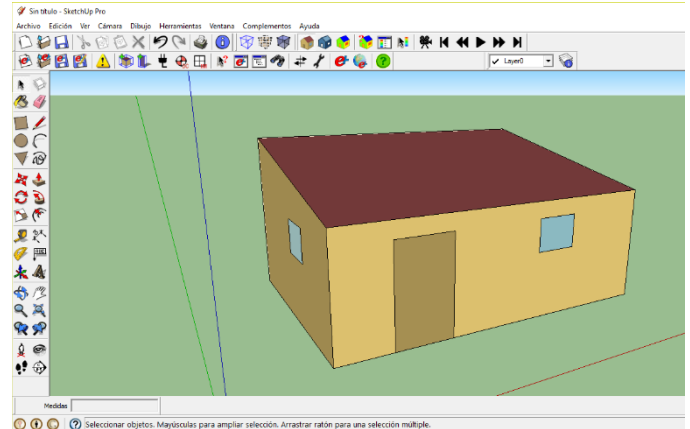 Sin título - SketchUp Pro
Archivo Edición Ver Cámara Dibujo Herramientas Ventana Complementos Ayuda
Layer0
Medidas
Seleccionar objetos. Mayúsculas para ampliar selección. Arrastrar ratón para una selección múltiple.